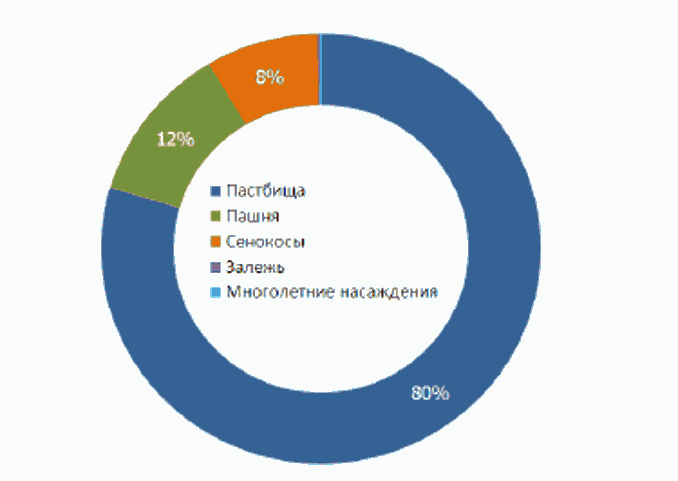 8%
12%
Пастбища
Пашня
Сенокосы
Залежь
Многолетние насаждения
80%